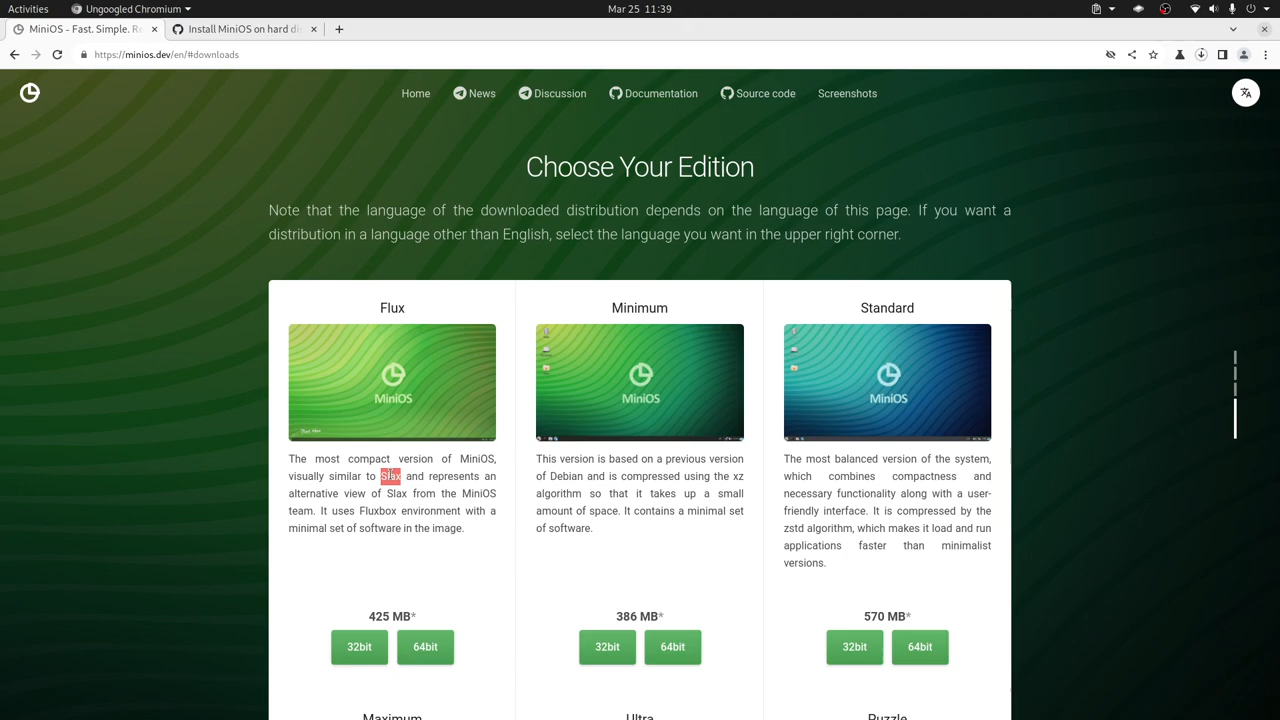 Activities
Ungoogled Chromium
Mar 25 11:39
MiniOS - Fast. Simple. Re
Install MiniOS on hard di
https://minios.dev/en/#downloads
Home
News
Discussion
Documentation
Source code
Screenshots
Choose Your Edition
Note that the language of the downloaded distribution depends on the language of this page. If you want a
distribution in a language other than English, select the language you want in the upper right corner.
Flux
MiniOS
The most compact version of MiniOS,
visually similar to Slax and represents an
alternative view of Slax from the MiniOS
team. It uses Fluxbox environment with a
minimal set of software in the image.
425 MB*
32bit
64bit
Minimum
MiniOS
This version is based on a previous version
of Debian and is compressed using the xz
algorithm so that it takes up a small
amount of space. It contains a minimal set
of software.
386 MB*
32bit
64bit
Standard
MiniOS
The most balanced version of the system,
which combines compactness and
necessary functionality along with a user-
friendly interface. It is compressed by the
zstd algorithm, which makes it load and run
applications faster than minimalist
versions.
570 MB*
32bit
64bit
Maximum
Ultra
Puzzle